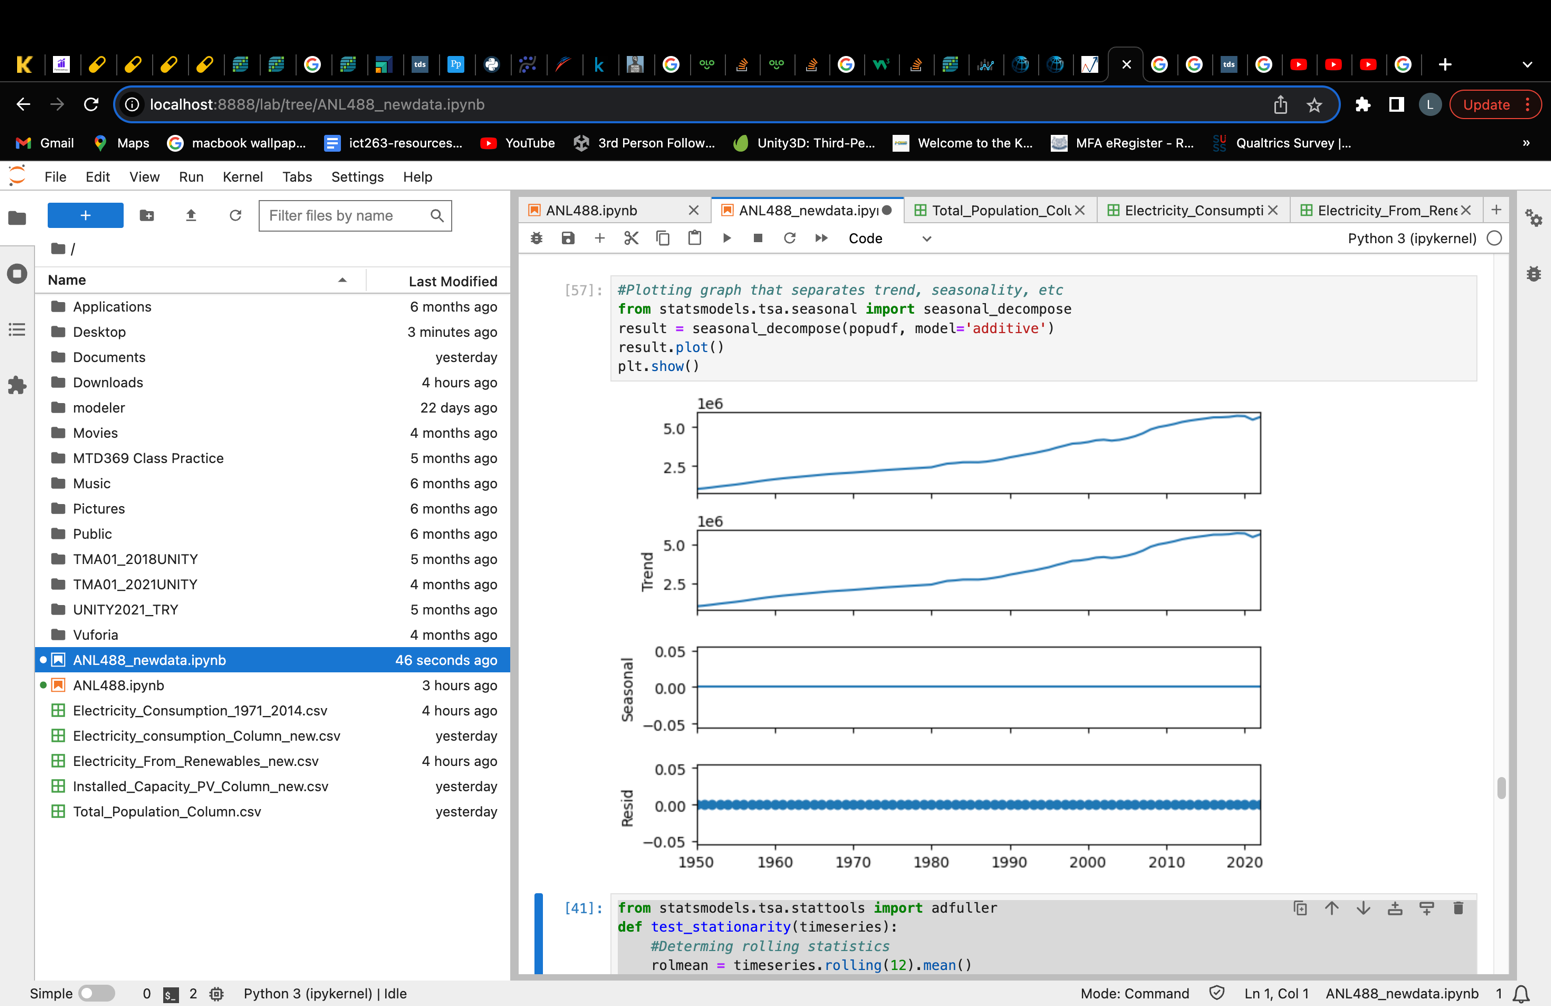 K
tds
Pp
k
tds
localhost:8888/lab/tree/ANL488_newdata.ipynb
L
Update
Gmail
Maps
macbook wallpap...
ict263-resources...
YouTube
3rd Person Follow...
Unity3D: Third-Pe...
Welcome to the K...
MFA eRegister - R...
Qualtrics Survey |...
»
File Edit View Run Kernel Tabs Settings Help
Filter files by name
/
Name Last Modified
Applications 6 months ago
Desktop 3 minutes ago
Documents yesterday
Downloads 4 hours ago
modeler 22 days ago
Movies 4 months ago
MTD369 Class Practice 5 months ago
Music 6 months ago
Pictures 6 months ago
Public 6 months ago
TMA01_2018UNITY 5 months ago
TMA01_2021UNITY 4 months ago
UNITY2021_TRY 5 months ago
Vuforia 4 months ago
ANL488_newdata.ipynb 46 seconds ago
ANL488.ipynb 3 hours ago
Electricity_Consumption_1971_2014.csv 4 hours ago
Electricity_consumption_Column_new.csv yesterday
Electricity_From_Renewables_new.csv 4 hours ago
Installed_Capacity_PV_Column_new.csv yesterday
Total_Population_Column.csv yesterday
ANL488.ipynb
ANL488_newdata.ipyı
Total_Population_Colı
Electricity_Consumpti
Electricity_From_Rene
Code
Python 3 (ipykernel)
[57]:
#Plotting graph that separates trend, seasonality, etc
from statsmodels.tsa.seasonal import seasonal_decompose
result = seasonal_decompose(popudf, model='additive')
result.plot()
plt.show()
1e6
5.0
2.5
1e6
5.0
2.5
Trend
0.05
0.00
−0.05
Seasonal
0.05
0.00
−0.05
Resid
1950 1960 1970 1980 1990 2000 2010 2020
[41]:
from statsmodels.tsa.stattools import adfuller
def test_stationarity(timeseries):
#Determing rolling statistics
rolmean = timeseries.rolling(12).mean()
Simple 0 2 Python 3 (ipykernel) | Idle
Mode: Command Ln 1, Col 1 ANL488_newdata.ipynb 1